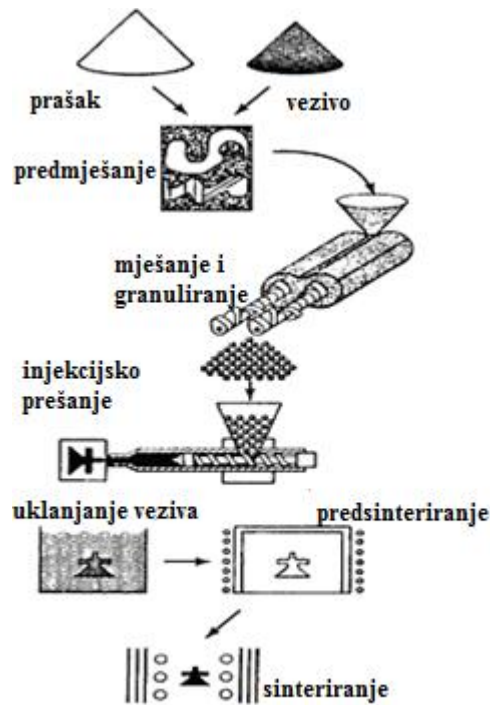 prašak
vezivo
predmješanje
mješanje i
granuliranje
injekcijsko
prešanje
uklanjanje veziva
predsinteriranje
sinteriranje